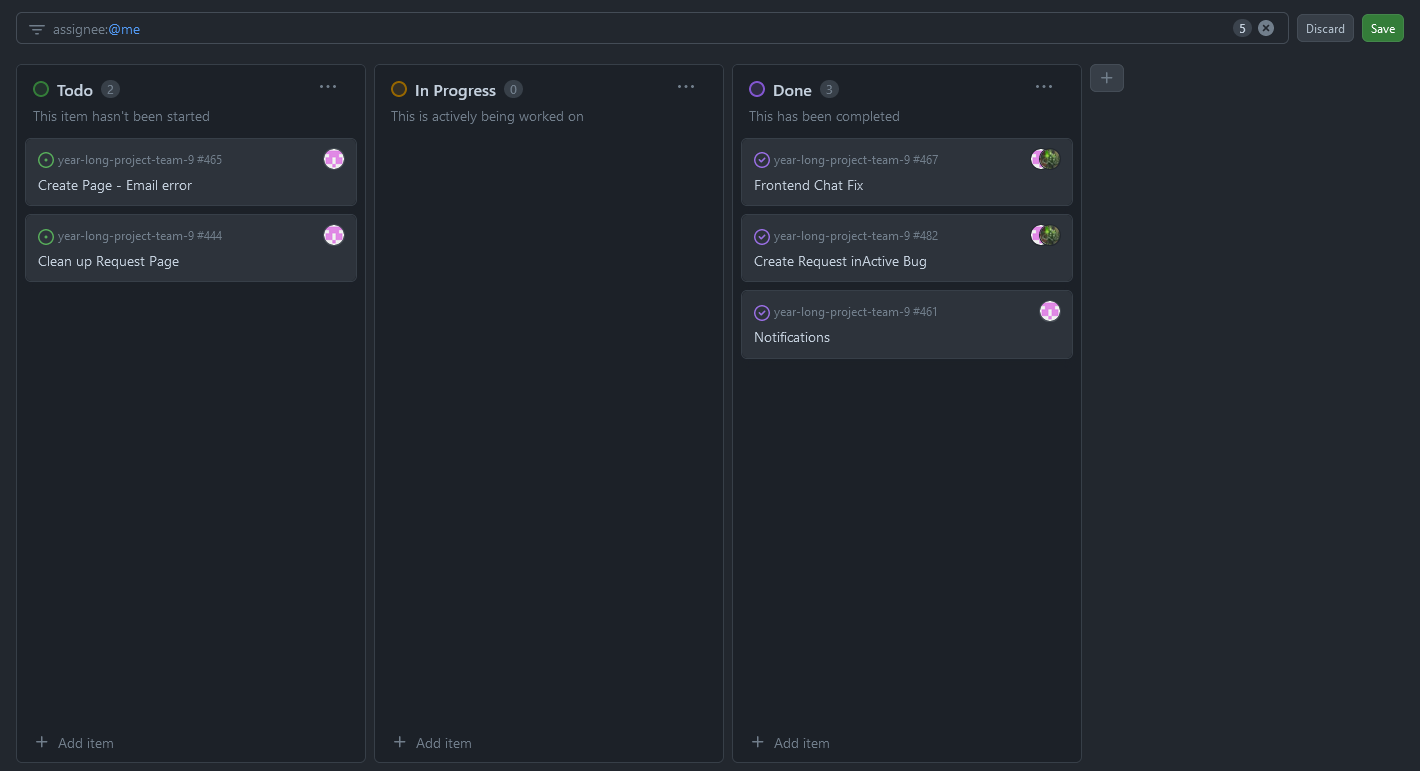 assignee:@me
5
Discard
Save
Todo 2
This item hasn't been started
year-long-project-team-9 #465
Create Page - Email error
year-long-project-team-9 #444
Clean up Request Page
Add item
In Progress 0
This is actively being worked on
Add item
Done 3
This has been completed
year-long-project-team-9 #467
Frontend Chat Fix
year-long-project-team-9 #482
Create Request inActive Bug
year-long-project-team-9 #461
Notifications
Add item